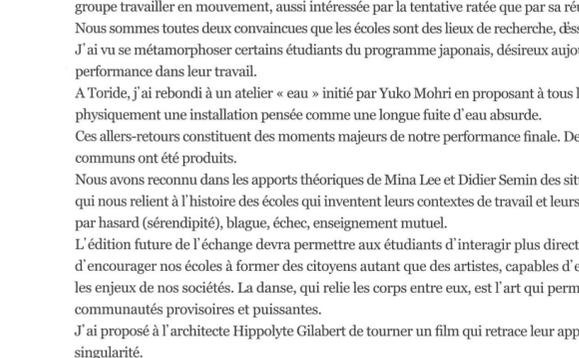 groupe travailler en mouvement, aussi intéressée par la tentative ratée que par sa
Nous sommes toutes deux convaincues que les écoles sont des lieux de recherche,
J'ai vu se métamorphoser certains étudiants du programme japonais, désireux
performance dans leur travail.
A Toride, j'ai rebondi à un atelier « eau » initié par Yuko Mohri en proposant à tous
physiquement une installation pensée comme une longue fuite d'eau absurde.
Ces allers-retours constituent des moments majeurs de notre performance finale.
communs ont été produits.
Nous avons reconnu dans les apports théoriques de Mina Lee et Didier Semin des
qui nous relient à l'histoire des écoles qui inventent leurs contextes de travail et leurs
par hasard (sérendipité), blague, échec, enseignement mutuel.
L'édition future de l'échange devra permettre aux étudiants d'interagir plus
d'encourager nos écoles à former des citoyens autant que des artistes, capables
les enjeux de nos sociétés. La danse, qui relie les corps entre eux, est l'art qui
communautés provisoires et puissantes.
J'ai proposé à l'architecte Hippolyte Gilabert de tourner un film qui retrace leur
singularité.